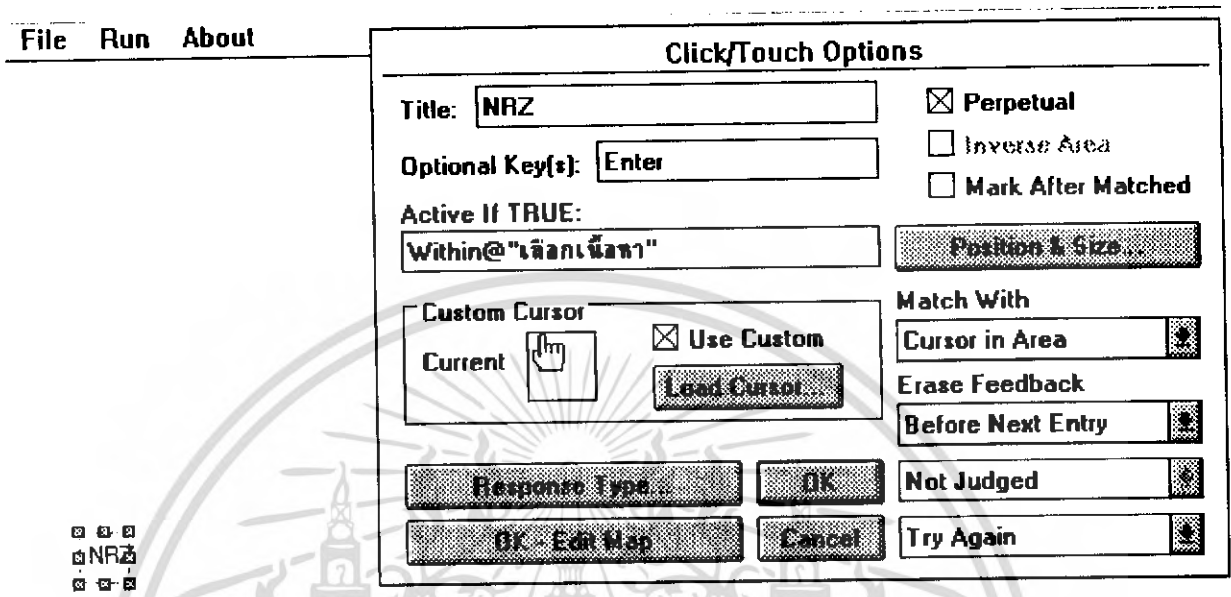 File Run About
Click/Touch Options
Title: NRZ
Perpetual
Optional Key(s): Enter
Inverse Area
Mark After Matched
Active If TRUE:
Within@"เลือกเนื้อหา"
Position & Size...
Custom Cursor
Current
Use Custom
Load Cursor...
Match With
Cursor in Area
Erase Feedback
Before Next Entry
Response Type...
OK
Not Judged
OK - Edit Map
Cancel
Try Again
NRZ